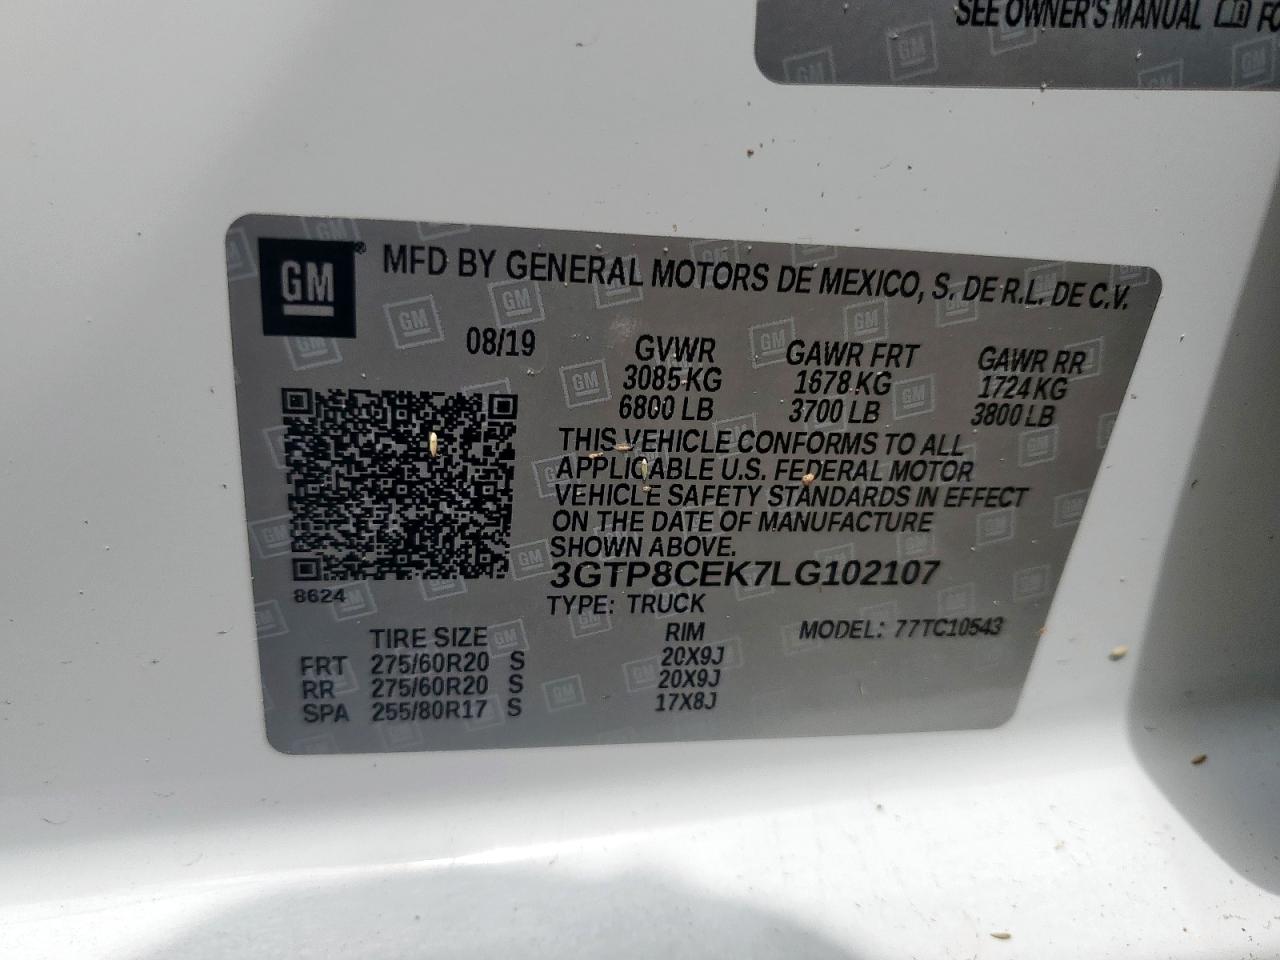 SEE OWNER'S MANUAL
GM® MFD BY GENERAL MOTORS DE MEXICO, S. DE R.L. DE C.V.
08/19 GVWR GAWR FRT GAWR RR
3085 KG 1678 KG 1724 KG
6800 LB 3700 LB 3800 LB
THIS VEHICLE CONFORMS TO ALL
APPLICABLE U.S. FEDERAL MOTOR
VEHICLE SAFETY STANDARDS IN EFFECT
ON THE DATE OF MANUFACTURE
SHOWN ABOVE.
3GTP8CEK7LG102107
8624
TYPE: TRUCK
TIRE SIZE RIM MODEL: 77TC10543
FRT 275/60R20 S 20X9J
RR 275/60R20 S 20X9J
SPA 255/80R17 S 17X8J